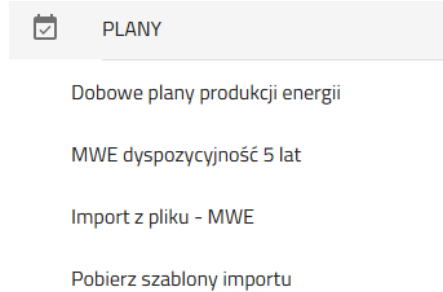 PLANY
Dobowe plany produkcji energii
MWE dyspozycyjność 5 lat
Import z pliku - MWE
Pobierz szablony importu